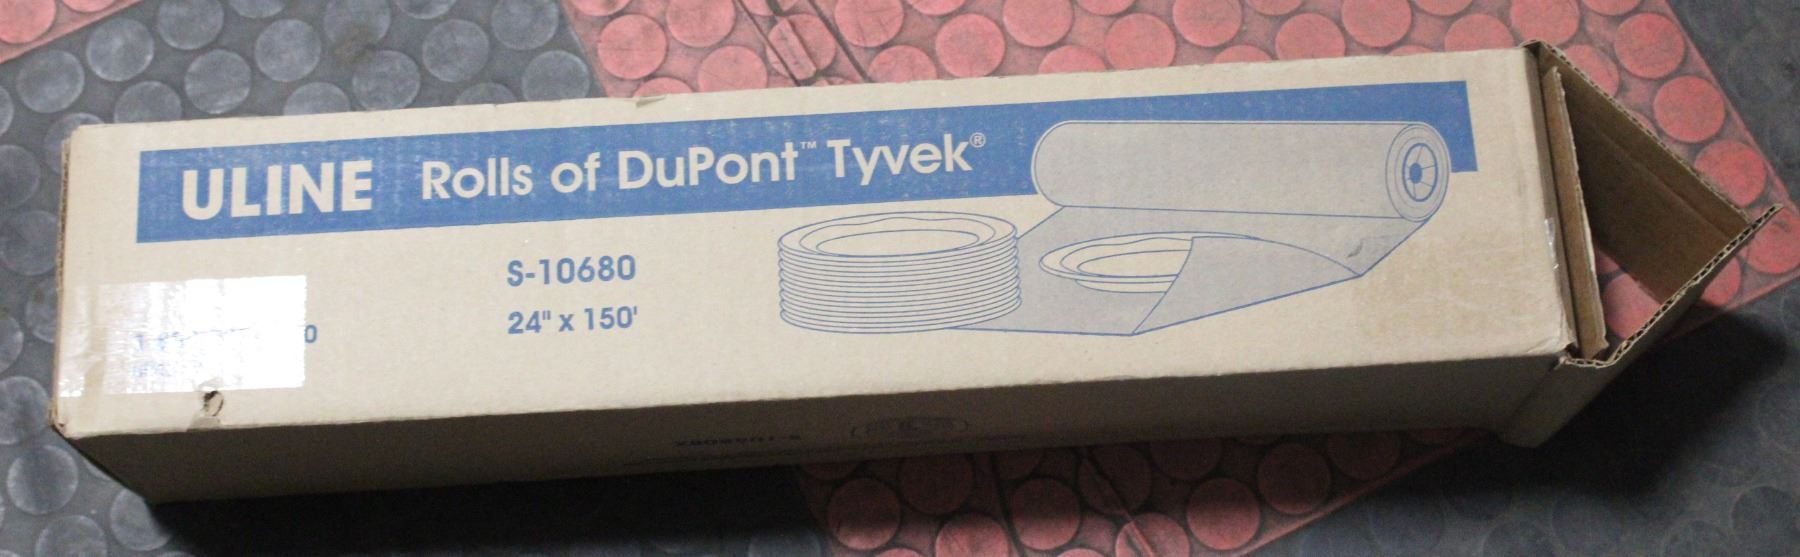 ULINE Rolls of DuPont™ Tyvek®
S-10680
24" x 150'